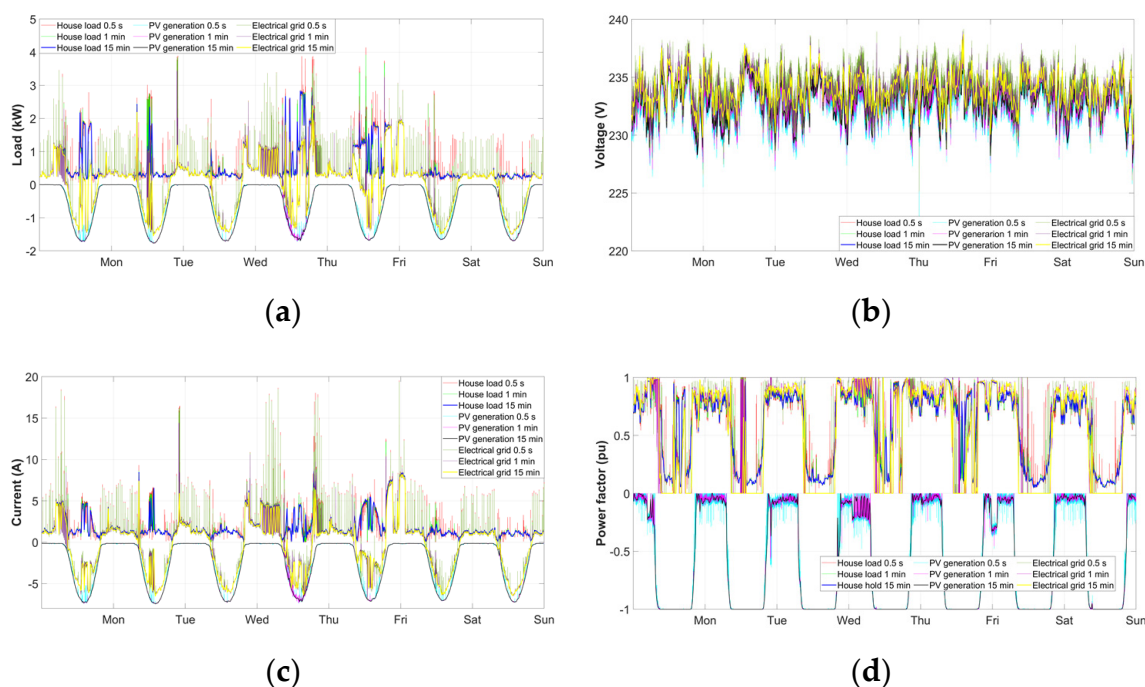 House load 0.5 s PV generation 0.5 s Electrical grid 0.5 s
House load 1 min PV generation 1 min Electrical grid 1 min
House load 15 min PV generation 15 min Electrical grid 15 min
Load (kW)
5
4
3
2
1
0
-1
-2
Mon Tue Wed Thu Fri Sat Sun
(a)
Voltage (V)
240
235
230
225
220
House load 0.5 s PV generation 0.5 s Electrical grid 0.5 s
House load 1 min PV generarion 1 min Electrical grid 1 min
House load 15 min PV generation 15 min Electrical grid 15 min
Mon Tue Wed Thu Fri Sat Sun
(b)
Current (A)
20
15
10
5
0
-5
House load 0.5 s
House load 1 min
House load 15 min
PV generation 0.5 s
PV generation 1 min
PV generation 15 min
Electrical grid 0.5 s
Electrical grid 1 min
Electrical grid 15 min
Mon Tue Wed Thu Fri Sat Sun
(c)
Power factor (pu)
1
0.5
0
-0.5
-1
House load 0.5 s PV generation 0.5 s Electrical grid 0.5 s
House load 1 min PV generation 1 min Electrical grid 1 min
House hold 15 min PV generation 15 min Electrical grid 15 min
Mon Tue Wed Thu Fri Sat Sun
(d)